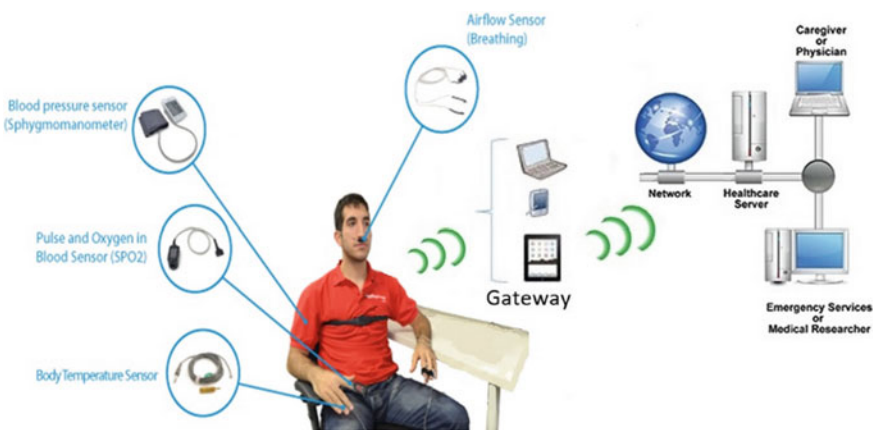 Airflow Sensor
(Breathing)
Blood pressure sensor
(Sphygmomanometer)
Pulse and Oxygen in
Blood Sensor (SPO2)
Body Temperature Sensor
Gateway
Caregiver
or
Physician
Network
Healthcare
Server
Emergency Services
or
Medical Researcher